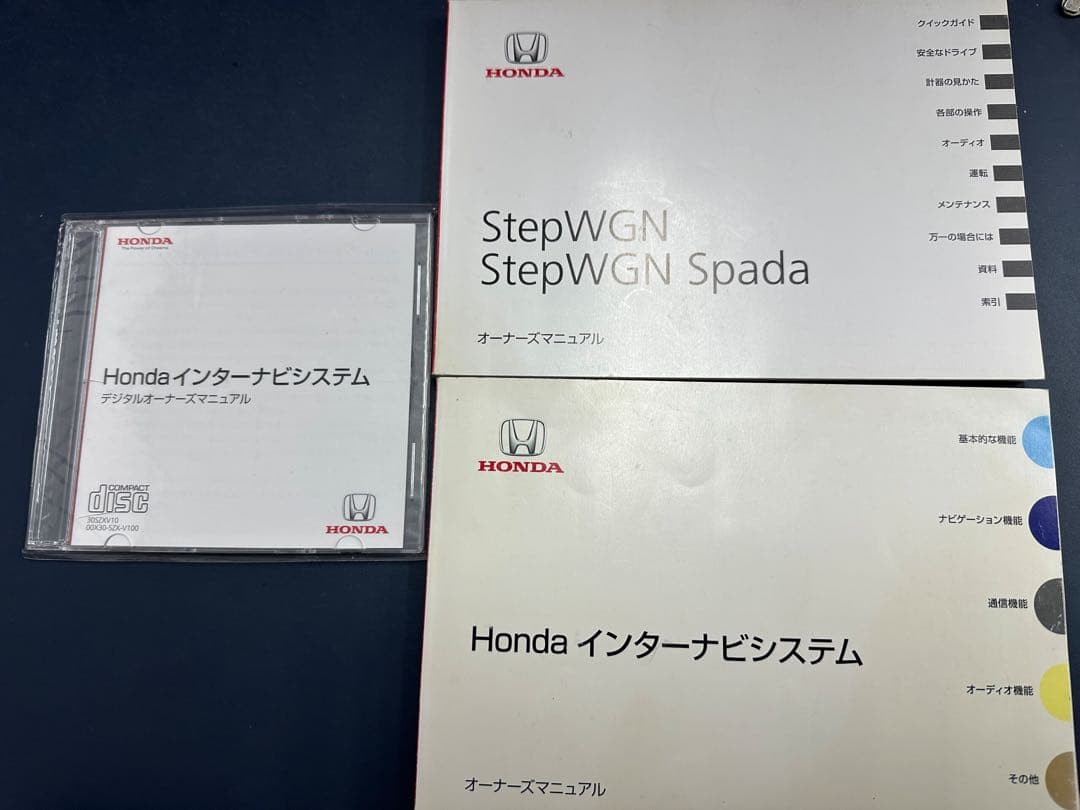 HONDA
The Power of Dreams
Hondaインターナビシステム
デジタルオーナーズマニュアル
COMPACT
disc
30SZXV10
00X30-SZX-V100
HONDA
HONDA
StepWGN
StepWGN Spada
オーナーズマニュアル
クイックガイド
安全なドライブ
計器の見かた
各部の操作
オーディオ
運転
メンテナンス
万一の場合には
資料
索引
HONDA
Honda インターナビシステム
オーナーズマニュアル
基本的な機能
ナビゲーション機能
通信機能
オーディオ機能
その他